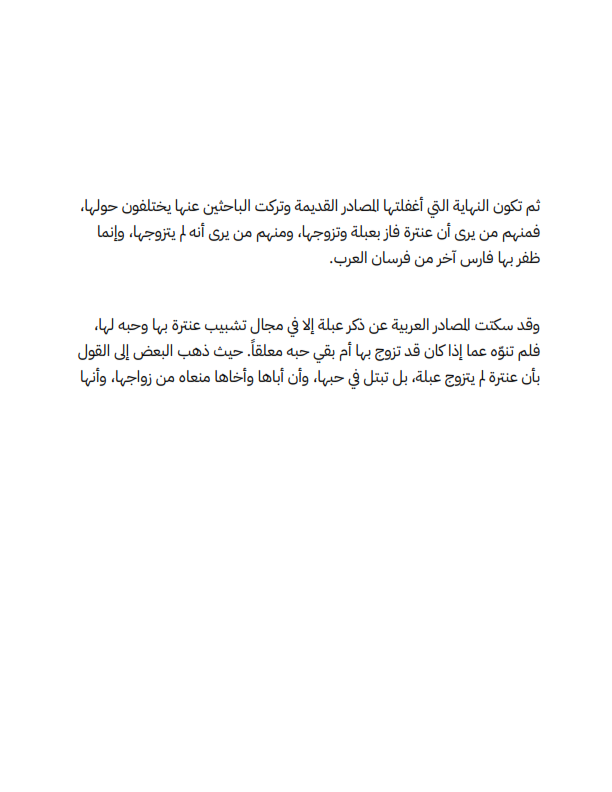 ثم تكون النهاية التي أغفلتها المصادر القديمة وتركت الباحثين عنها يختلفون حولها،
فمنهم من يرى أن عنترة فاز بعبلة وتزوجها، ومنهم من يرى أنه لم يتزوجها، وإنما
ظفر بها فارس آخر من فرسان العرب.
وقد سكتت المصادر العربية عن ذكر عبلة إلا في مجال تشبيب عنترة بها وحبه لها،
فلم تنوّه عما إذا كان قد تزوج بها أم بقي حبه معلقاً. حيث ذهب البعض إلى القول
بأن عنترة لم يتزوج عبلة، بل تبتل في حبها، وأن أباها وأخاها منعاه من زواجها، وأنها